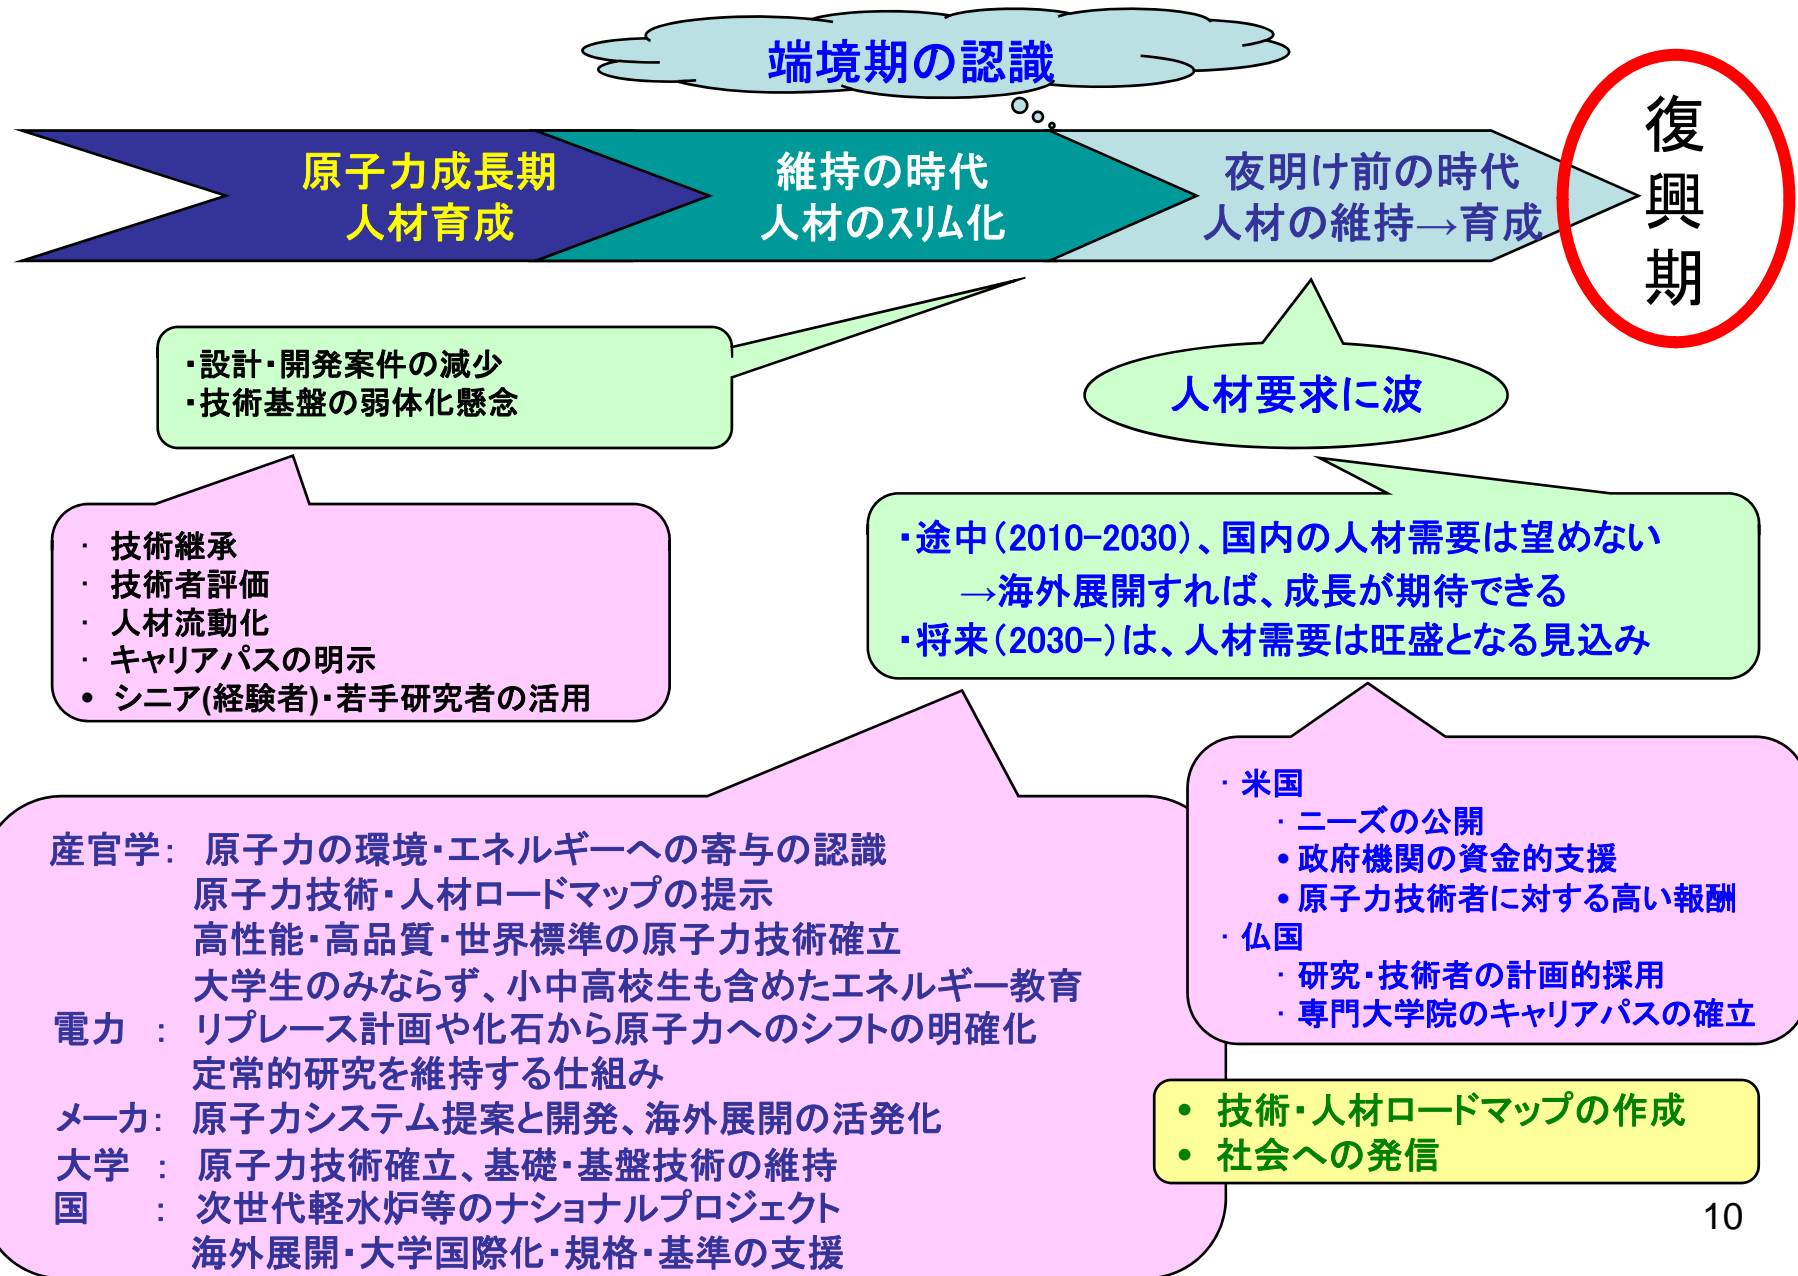 端境期の認識
原子力成長期
人材育成
維持の時代
人材のスリム化
夜明け前の時代
人材の維持→育成
復興期
・設計・開発案件の減少
・技術基盤の弱体化懸念
人材要求に波
・ 技術継承
・ 技術者評価
・ 人材流動化
・ キャリアパスの明示
• シニア(経験者)・若手研究者の活用
・途中(2010-2030)、国内の人材需要は望めない
→海外展開すれば、成長が期待できる
・将来(2030-)は、人材需要は旺盛となる見込み
産官学: 原子力の環境・エネルギーへの寄与の認識
原子力技術・人材ロードマップの提示
高性能・高品質・世界標準の原子力技術確立
大学生のみならず、小中高校生も含めたエネルギー教育
電力 : リプレース計画や化石から原子力へのシフトの明確化
定常的研究を維持する仕組み
メーカ: 原子力システム提案と開発、海外展開の活発化
大学 : 原子力技術確立、基礎・基盤技術の維持
国 : 次世代軽水炉等のナショナルプロジェクト
海外展開・大学国際化・規格・基準の支援
・ 米国
・ ニーズの公開
• 政府機関の資金的支援
• 原子力技術者に対する高い報酬
・ 仏国
・ 研究・技術者の計画的採用
・ 専門大学院のキャリアパスの確立
• 技術・人材ロードマップの作成
• 社会への発信
10